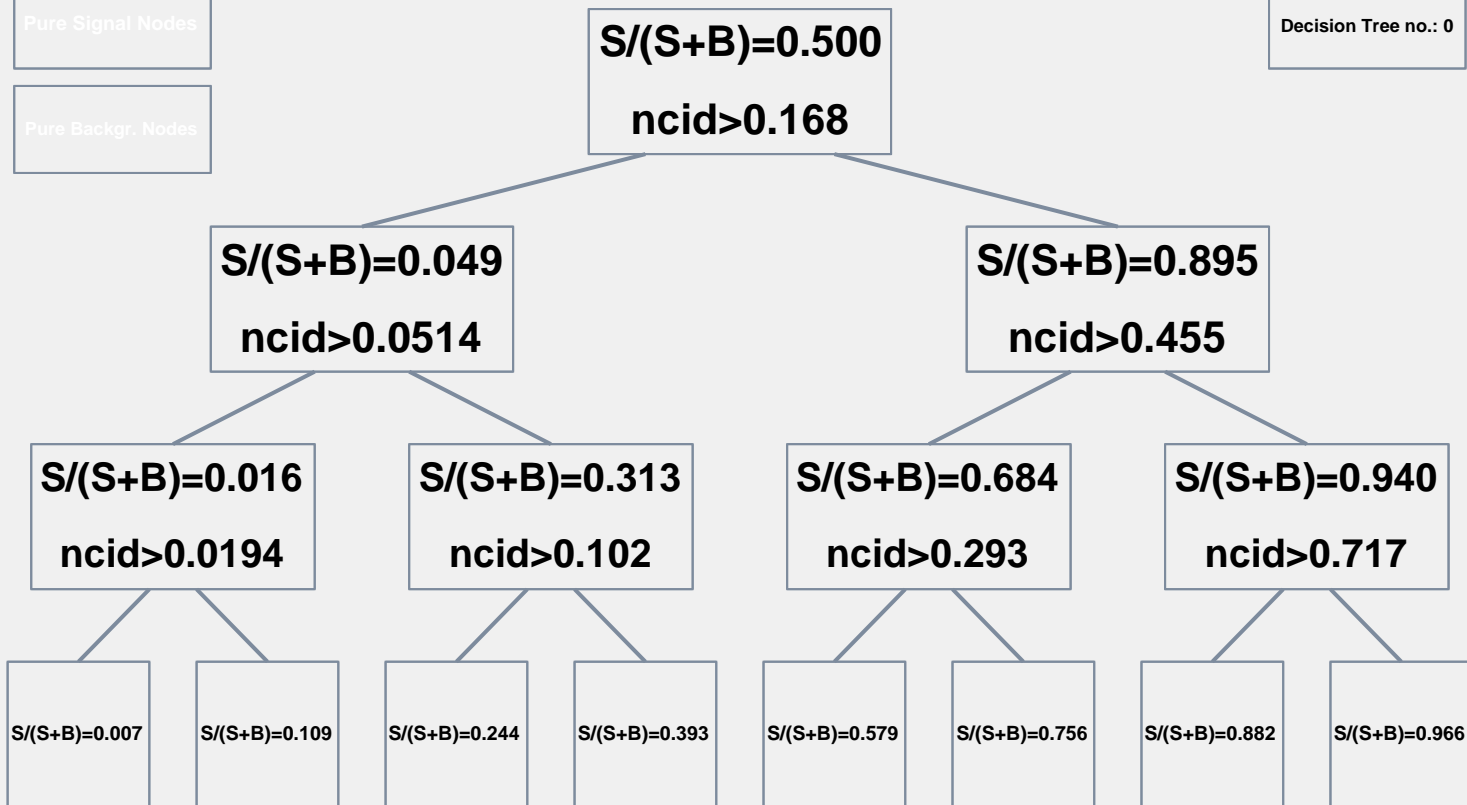 Pure Signal Nodes
Decision Tree no.: 0
S/(S+B)=0.500
ncid>0.168
Pure Backgr. Nodes
S/(S+B)=0.049
ncid>0.0514
S/(S+B)=0.895
ncid>0.455
S/(S+B)=0.016
ncid>0.0194
S/(S+B)=0.313
ncid>0.102
S/(S+B)=0.684
ncid>0.293
S/(S+B)=0.940
ncid>0.717
S/(S+B)=0.007
S/(S+B)=0.109
S/(S+B)=0.244
S/(S+B)=0.393
S/(S+B)=0.579
S/(S+B)=0.756
S/(S+B)=0.882
S/(S+B)=0.966